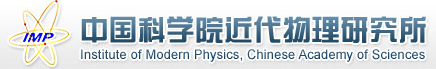 IMP
中国科学院近代物理研究所
Institute of Modern Physics, Chinese Academy of Sciences